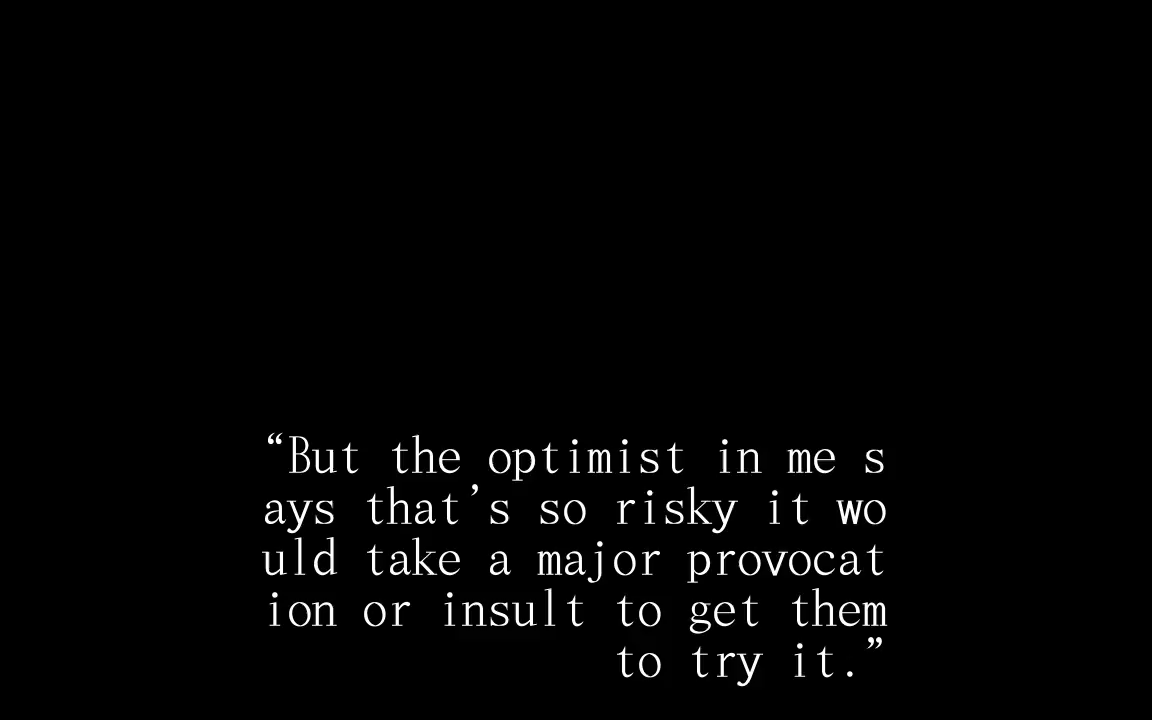 “But the optimist in me s
ays that’s so risky it wo
uld take a major provocat
ion or insult to get them
to try it.”